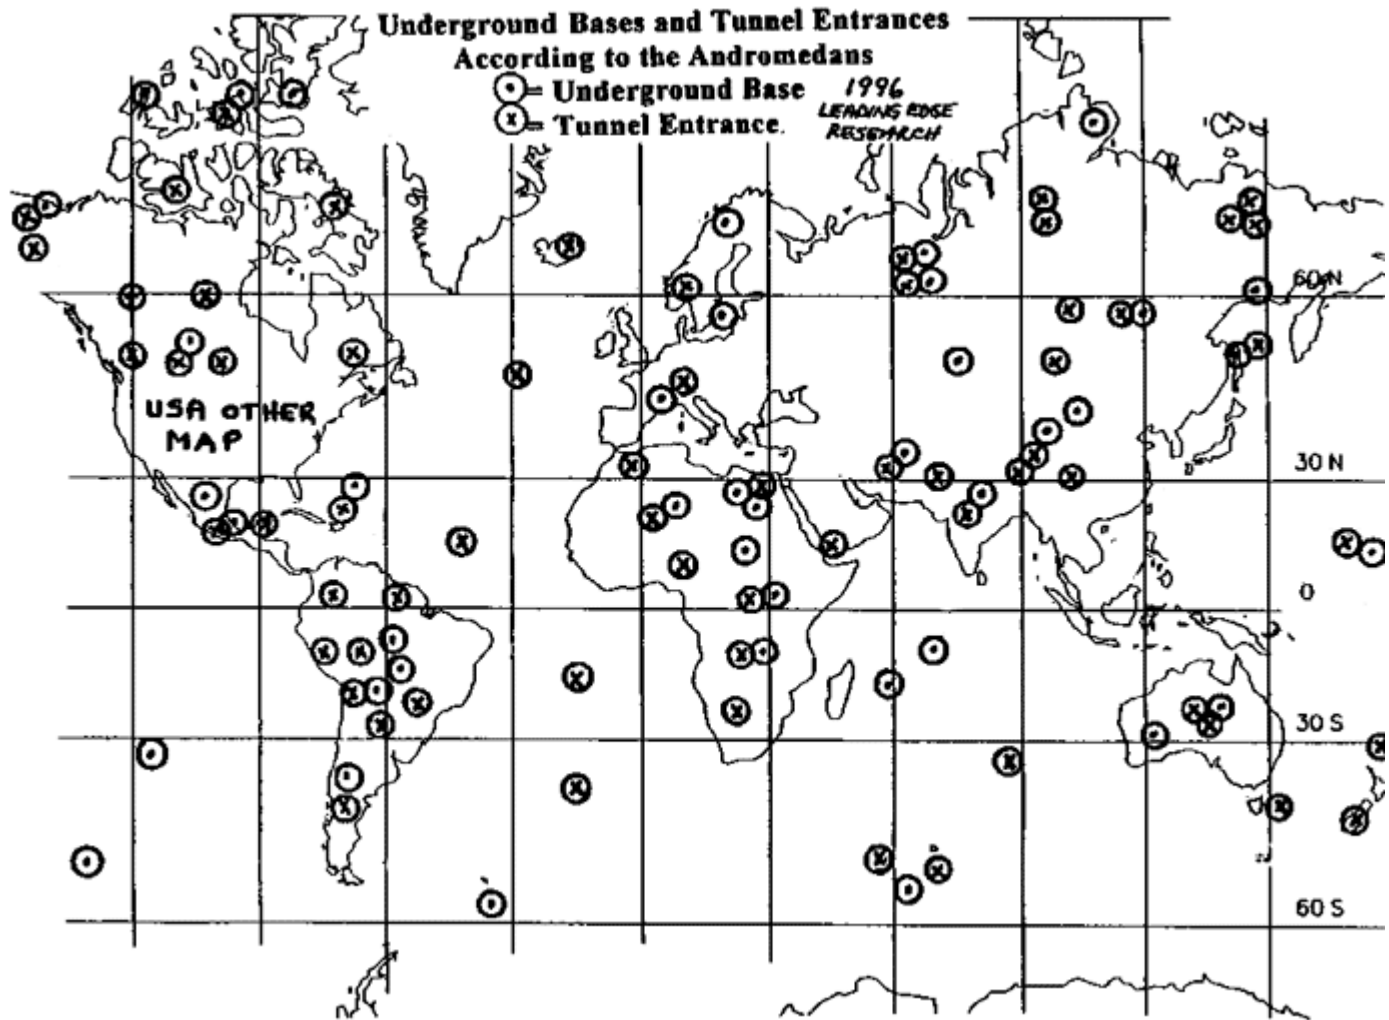 Underground Bases and Tunnel Entrances
According to the Andromedans
= Underground Base
= Tunnel Entrance.
1996
LEADING EDGE
RESEARCH
60 N
USA OTHER
MAP
30 N
0
30 S
60 S